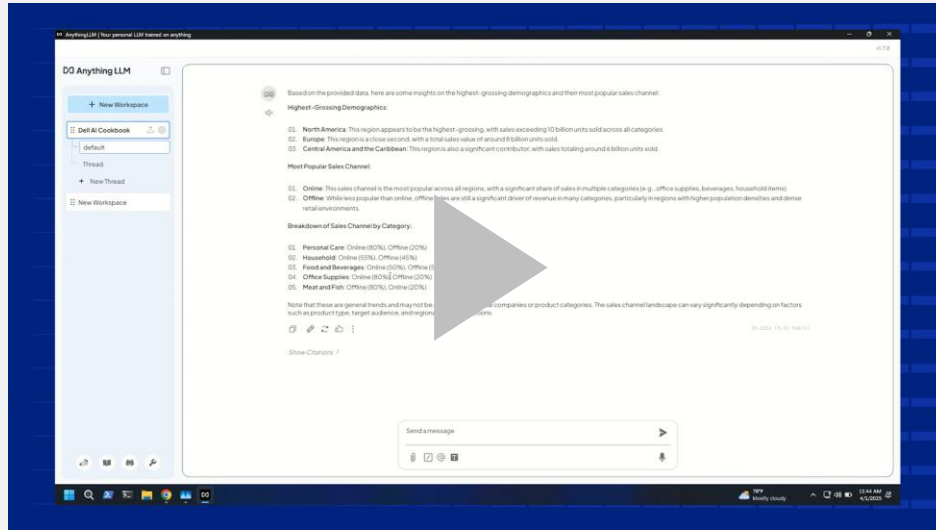 AnythingLLM | Your personal LLM trained on anything
v1.7.8
Anything LLM
+ New Workspace
Dell AI Cookbook
default
Thread
+ New Thread
New Workspace
Based on the provided data, here are some insights on the highest-grossing demographics and their most popular sales channel:
Highest-Grossing Demographics:
01. North America: This region appears to be the highest-grossing, with sales exceeding 10 billion units sold across all categories.
02. Europe: This region is a close second, with a total sales value of around 8 billion units sold.
03. Central America and the Caribbean: This region is also a significant contributor, with sales totaling around 6 billion units sold.
Most Popular Sales Channel:
01. Online: This sales channel is the most popular across all regions, with a significant share of sales in multiple categories (e.g., office supplies, beverages, household items).
02. Offline: While less popular than online, offline sales are still a significant driver of revenue in many categories, particularly in regions with higher population densities and dense
retail environments.
Breakdown of Sales Channel by Category:
01. Personal Care: Online (80%), Offline (20%)
02. Household: Online (55%), Offline (45%)
03. Food and Beverages: Online (50%), Offline
04. Office Supplies: Online (80%), Offline (20%)
05. Meat and Fish: Offline (80%), Online (20%)
Note that these are general trends and may not be companies or product categories. The sales channel landscape can vary significantly depending on factors
such as product type, target audience, and regional
Show Citations
Send a message
78°F
Mostly cloudy
11:44 AM
4/1/2025